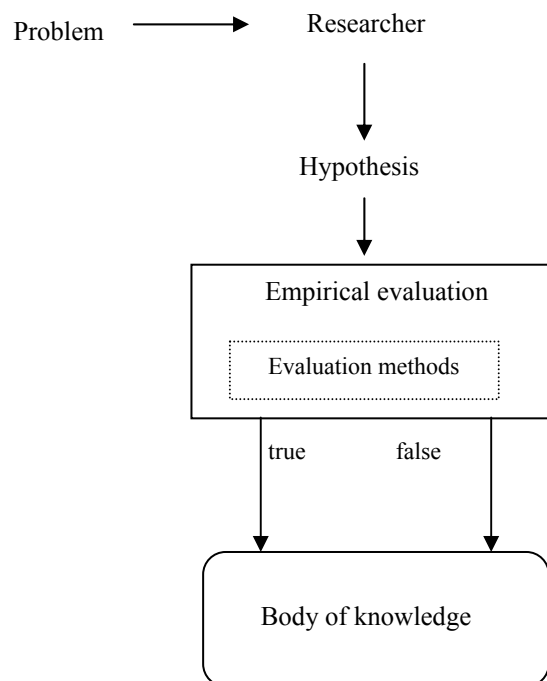 Problem
Researcher
Hypothesis
Empirical evaluation
Evaluation methods
true
false
Body of knowledge